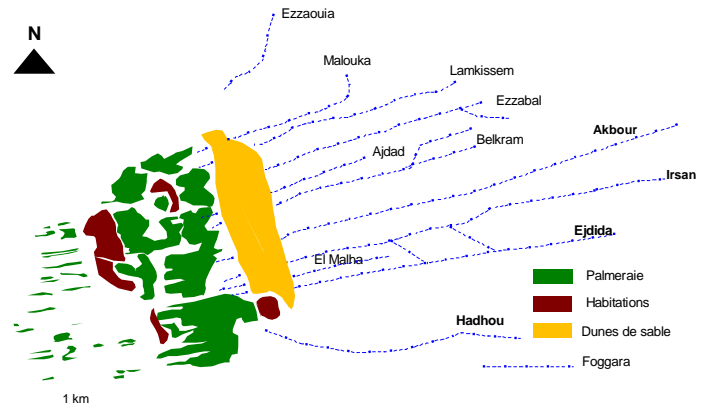 Ezzaouia
N
Malouka
Lamkissem
Ezzabal
Akbour
Belkram
Ajdad
Irsan
Ejdida
El Malha
Palmeraie
Habitations
Hadhou
Dunes de sable
Foggara
1 km